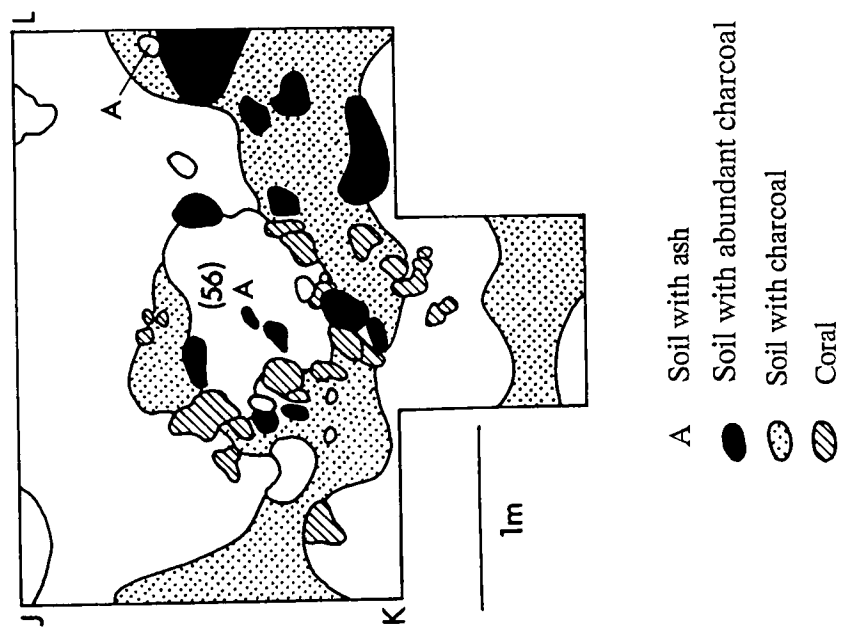 L
A
(56)
A
J
K
1m
A Soil with ash
Soil with abundant charcoal
Soil with charcoal
Coral